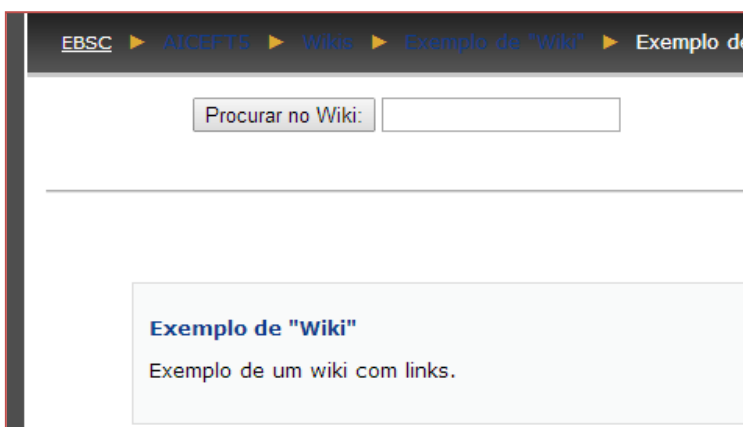 EBSC ► AICEFT5 ► Wikis ► Exemplo de "Wiki" ► Exemplo de
Procurar no Wiki:
Exemplo de "Wiki"
Exemplo de um wiki com links.